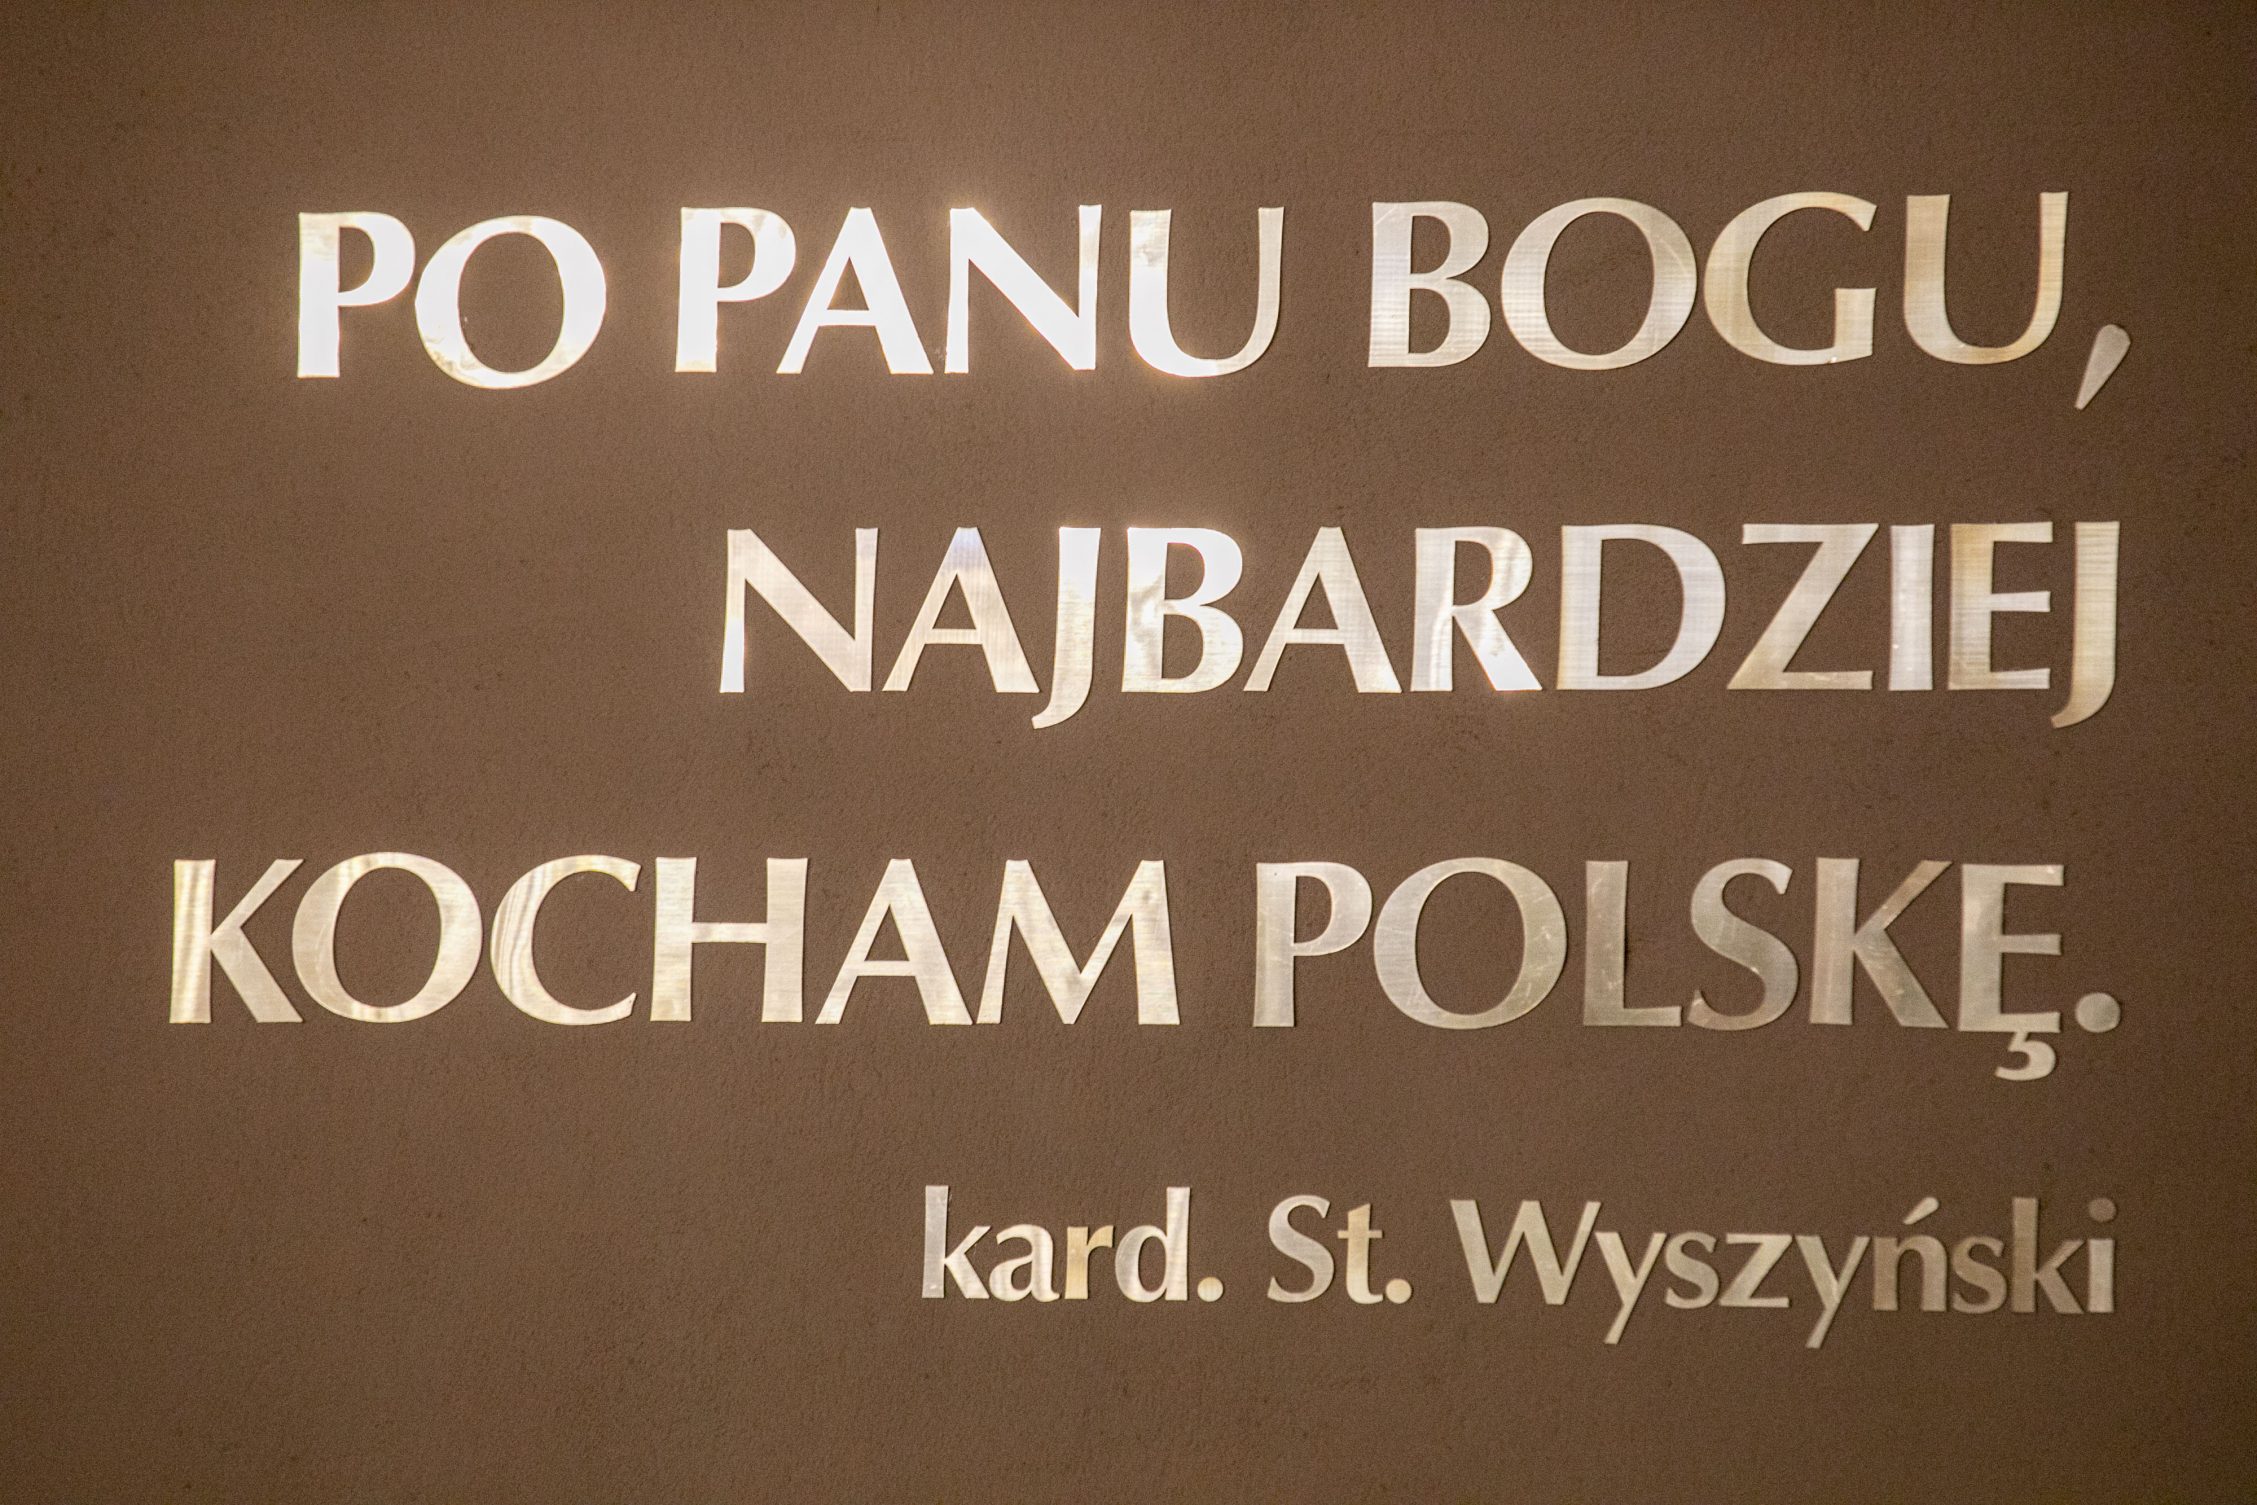 PO PANU BOGU,
NAJBARDZIEJ
KOCHAM POLSKĘ.
kard. St. Wyszyński